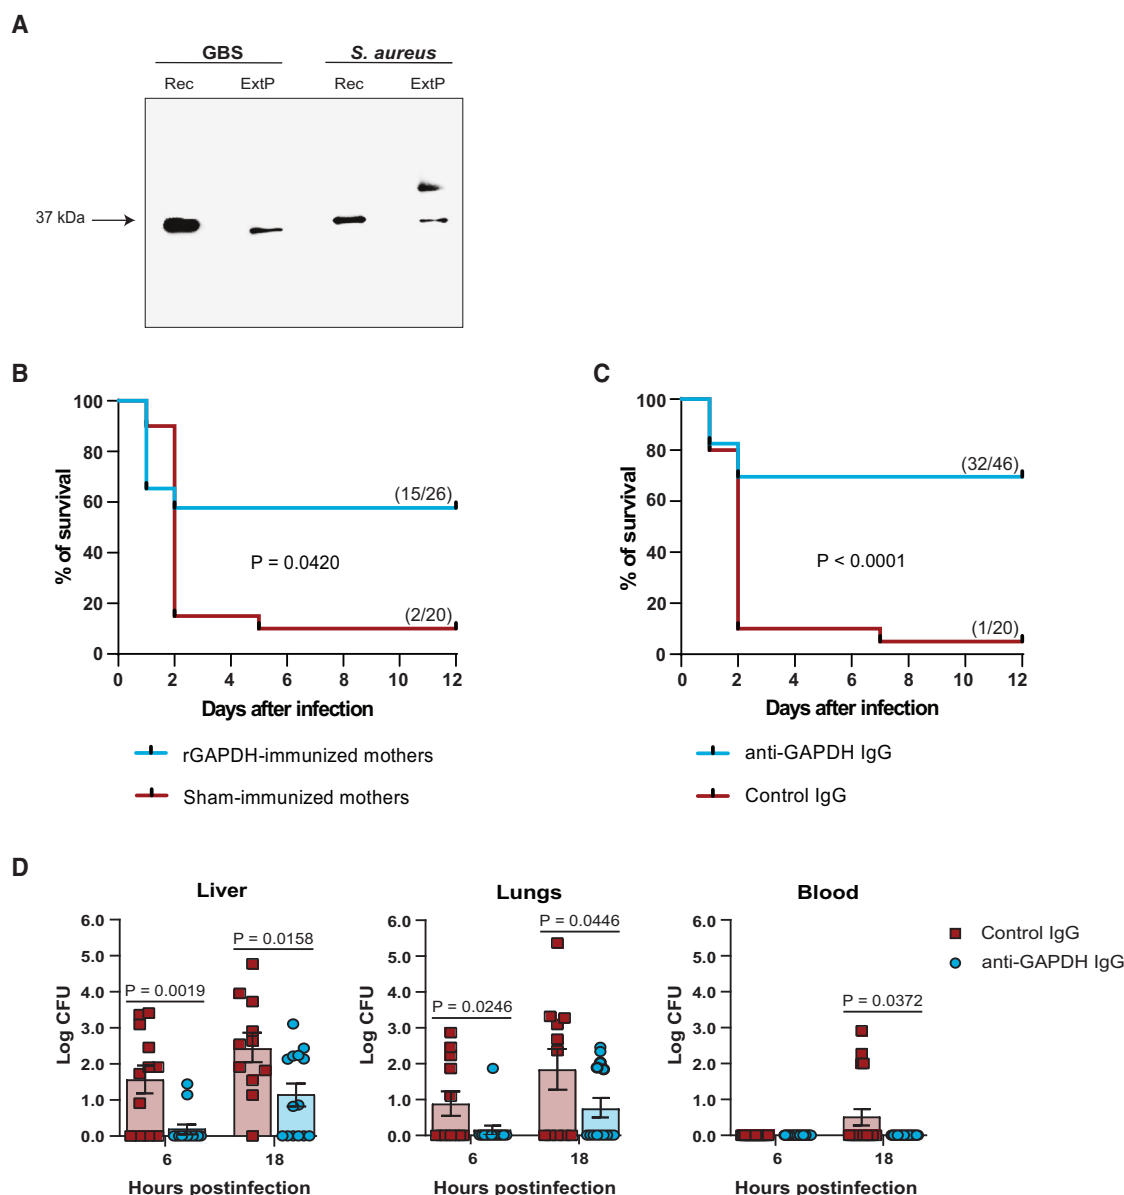 A
GBS S. aureus
Rec ExtP Rec ExtP
37 kDa
B
100
80
60
40
20
0
% of survival
(15/26)
P = 0.0420
(2/20)
0 2 4 6 8 10 12
Days after infection
rGAPDH-immunized mothers
Sham-immunized mothers
C
100
80
60
40
20
0
% of survival
(32/46)
P < 0.0001
(1/20)
0 2 4 6 8 10 12
Days after infection
anti-GAPDH IgG
Control IgG
D
Liver
6.0
5.0
4.0
3.0
2.0
1.0
0.0
Log CFU
P = 0.0019
P = 0.0158
6 18
Hours postinfection
Lungs
6.0
5.0
4.0
3.0
2.0
1.0
0.0
Log CFU
P = 0.0246
P = 0.0446
6 18
Hours postinfection
Blood
6.0
5.0
4.0
3.0
2.0
1.0
0.0
Log CFU
P = 0.0372
6 18
Hours postinfection
Control IgG
anti-GAPDH IgG